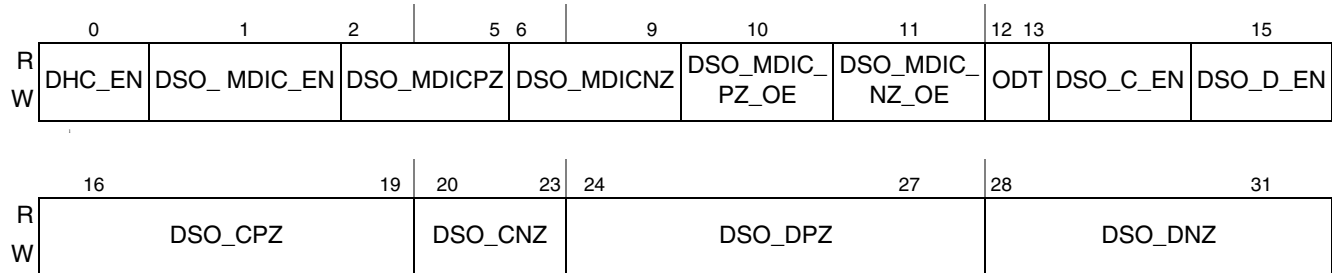 0 1 2 5 6 9 10 11 12 13 15
R
W
DHC_EN DSO_ MDIC_EN DSO_MDICPZ DSO_MDICNZ DSO_MDIC_ DSO_MDIC_ ODT DSO_C_EN DSO_D_EN
PZ_OE NZ_OE
16 19 20 23 24 27 28 31
R
W
DSO_CPZ DSO_CNZ DSO_DPZ DSO_DNZ